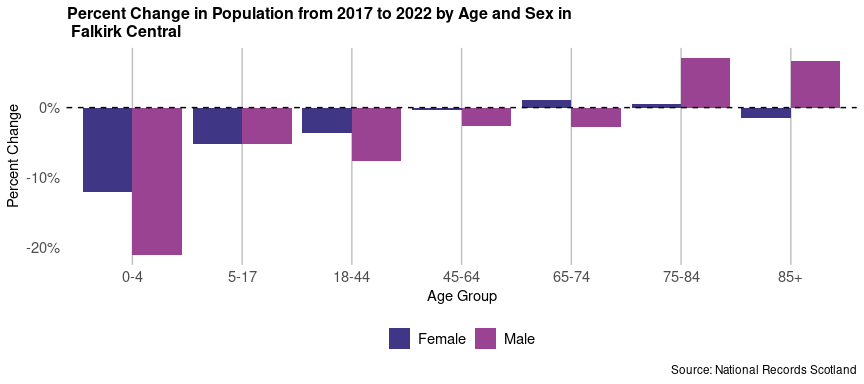 Percent Change in Population from 2017 to 2022 by Age and Sex in
Falkirk Central
Percent Change
0%
-10%
-20%
0-4 5-17 18-44 45-64 65-74 75-84 85+
Age Group
Female Male
Source: National Records Scotland